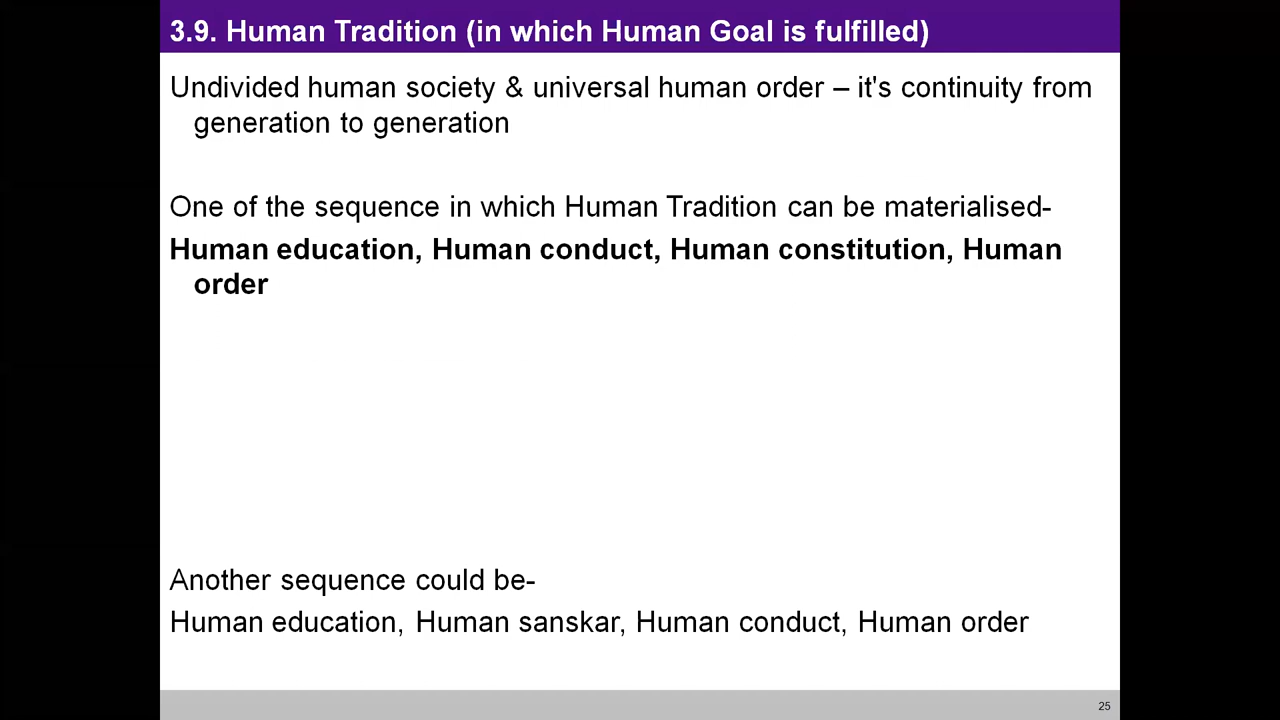 3.9. Human Tradition (in which Human Goal is fulfilled)
Undivided human society & universal human order – it's continuity from
generation to generation
One of the sequence in which Human Tradition can be materialised-
Human education, Human conduct, Human constitution, Human
order
Another sequence could be-
Human education, Human sanskar, Human conduct, Human order
25